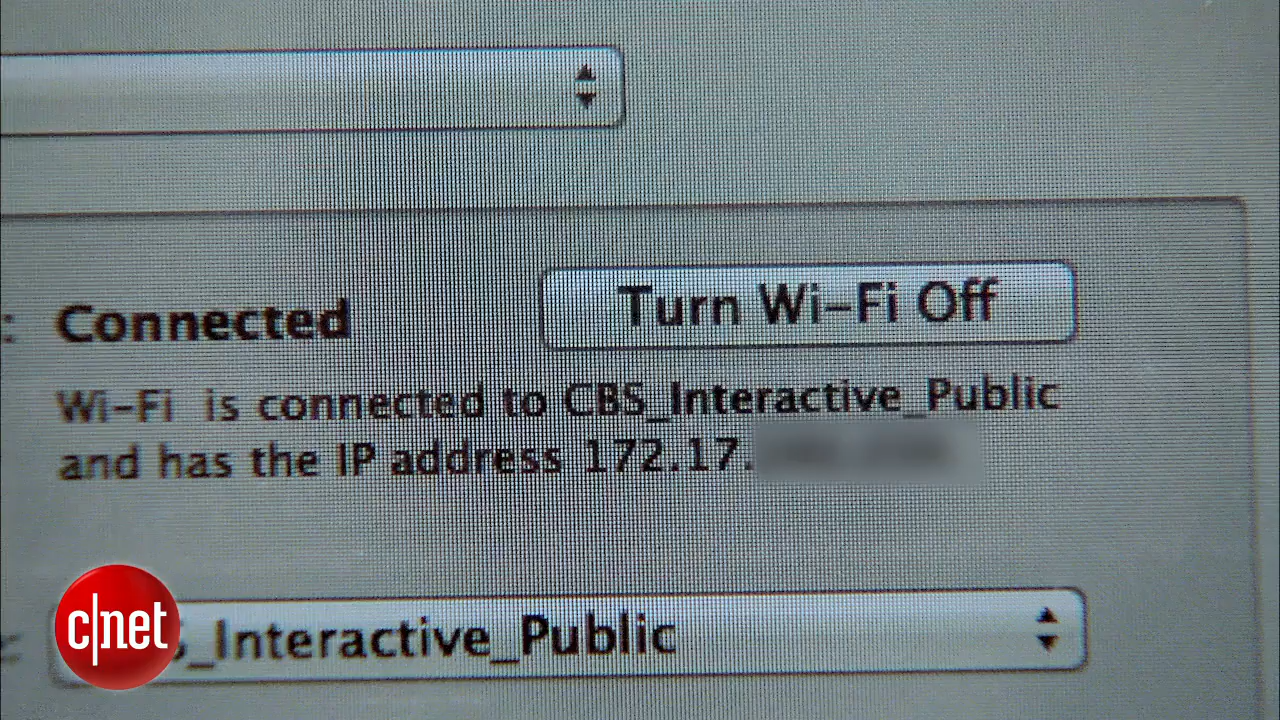 : Connected
Turn Wi-Fi Off
Wi-Fi is connected to CBS_Interactive_Public
and has the IP address 172.17.
c|net
_Interactive_Public